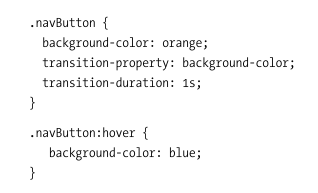 .navButton {
  background-color: orange;
  transition-property: background-color;
  transition-duration: 1s;
}
.navButton:hover {
   background-color: blue;
}